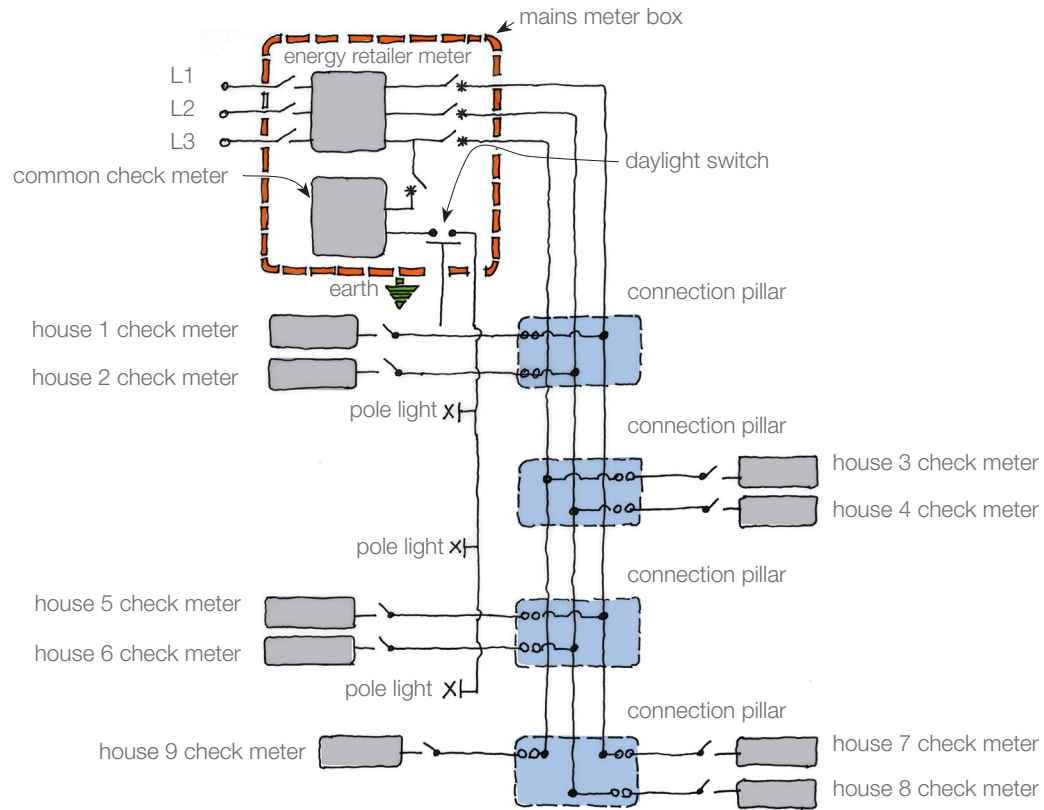 mains meter box
energy retailer meter
L1
L2
L3
daylight switch
common check meter
earth
connection pillar
house 1 check meter
house 2 check meter
pole light
connection pillar
house 3 check meter
house 4 check meter
pole light
connection pillar
house 5 check meter
house 6 check meter
pole light
connection pillar
house 9 check meter
house 7 check meter
house 8 check meter